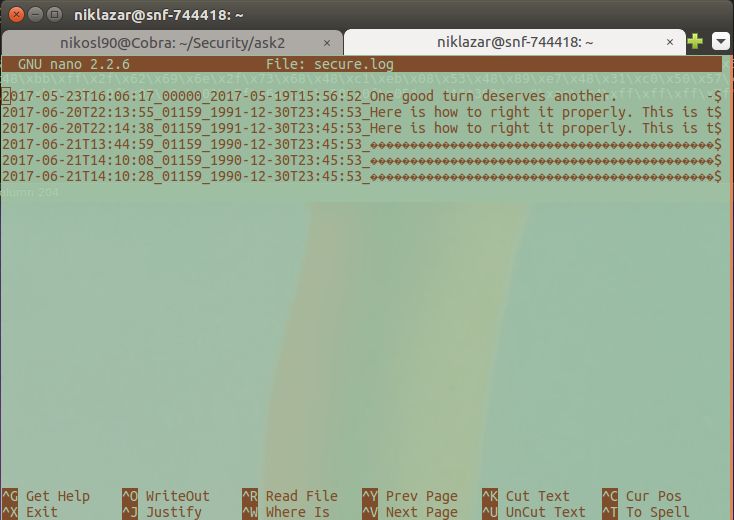 niklazar@snf-744418: ~
nikosl90@Cobra: ~/Security/ask2 × niklazar@snf-744418: ~ ×
GNU nano 2.2.6 File: secure.log
2017-05-23T16:06:17_00000_2017-05-19T15:56:52_One good turn deserves another. -$
2017-06-20T22:13:55_01159_1991-12-30T23:45:53_Here is how to right it properly. This is t$
2017-06-20T22:14:38_01159_1991-12-30T23:45:53_Here is how to right it properly. This is t$
2017-06-21T13:44:59_01159_1990-12-30T23:45:53_�������������������������������������������$
2017-06-21T14:10:08_01159_1990-12-30T23:45:53_�������������������������������������������$
2017-06-21T14:10:28_01159_1990-12-30T23:45:53_�������������������������������������������$
olumn 204
^G Get Help ^O WriteOut ^R Read File ^Y Prev Page ^K Cut Text ^C Cur Pos
^X Exit ^J Justify ^W Where Is ^V Next Page ^U UnCut Text ^T To Spell